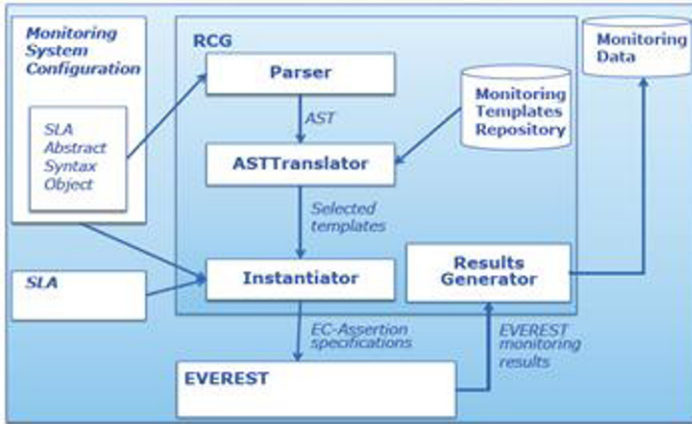 Monitoring
System
Configuration
SLA
Abstract
Syntax
Object
SLA
RCG
Parser
AST
ASTTranslator
Monitoring
Templates
Repository
Selected
templates
Instantiator
Results
Generator
EC-Assertion
specifications
EVEREST
monitoring
results
EVEREST
Monitoring
Data